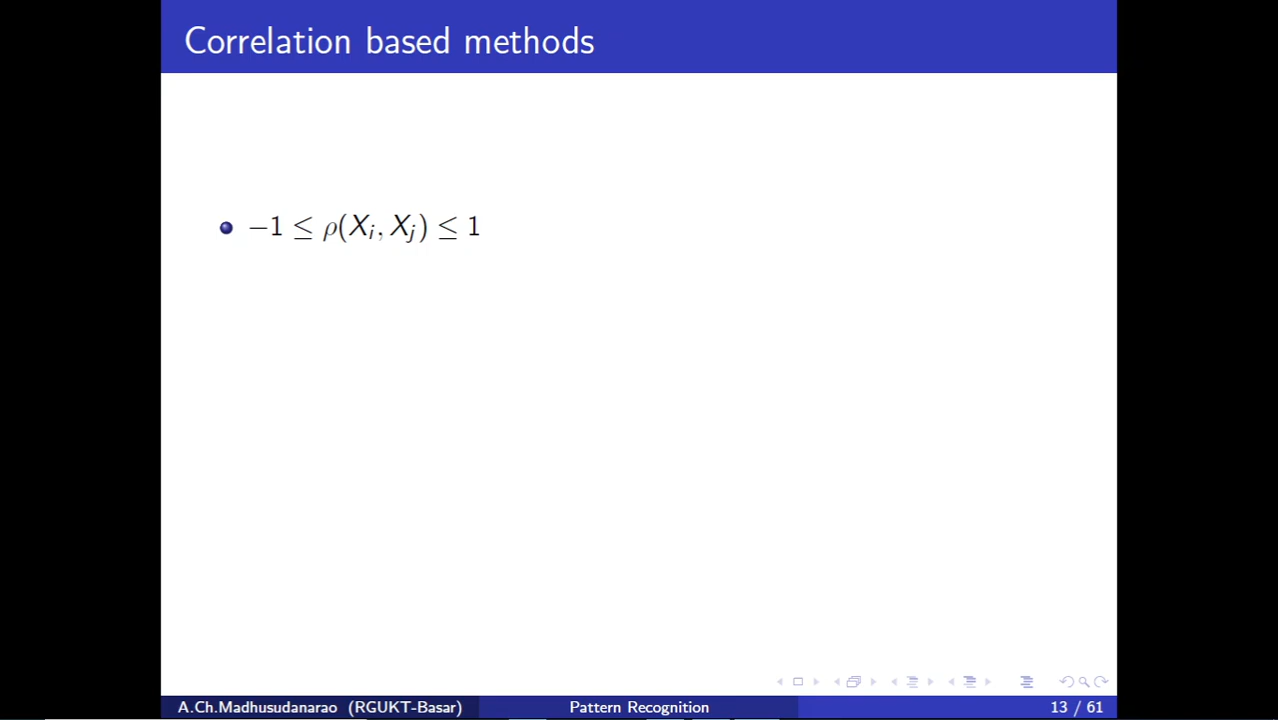 Correlation based methods
−1 ≤ ρ(Xᵢ, Xⱼ) ≤ 1
A.Ch.Madhusudanarao (RGUKT-Basar) Pattern Recognition 13 / 61